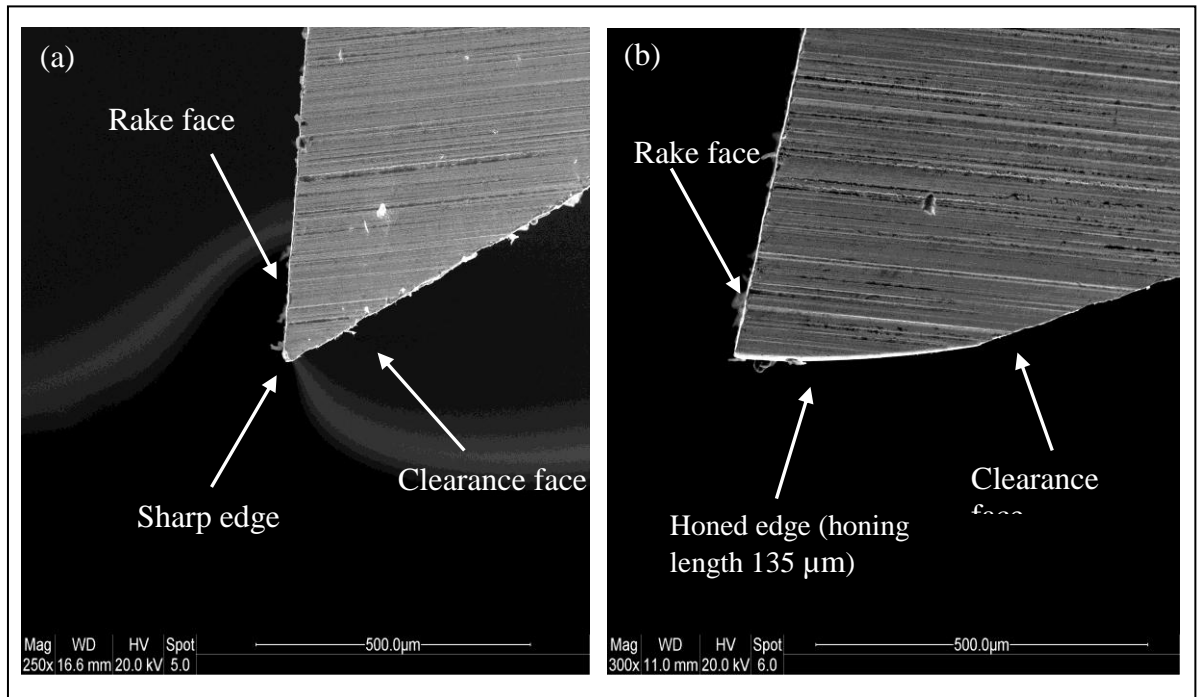 (a)
Rake face
Clearance face
Sharp edge
Mag WD HV Spot
250x 16.6 mm 20.0 kV 5.0
500.0µm
(b)
Rake face
Clearance
face
Honed edge (honing
length 135 µm)
Mag WD HV Spot
300x 11.0 mm 20.0 kV 6.0
500.0µm